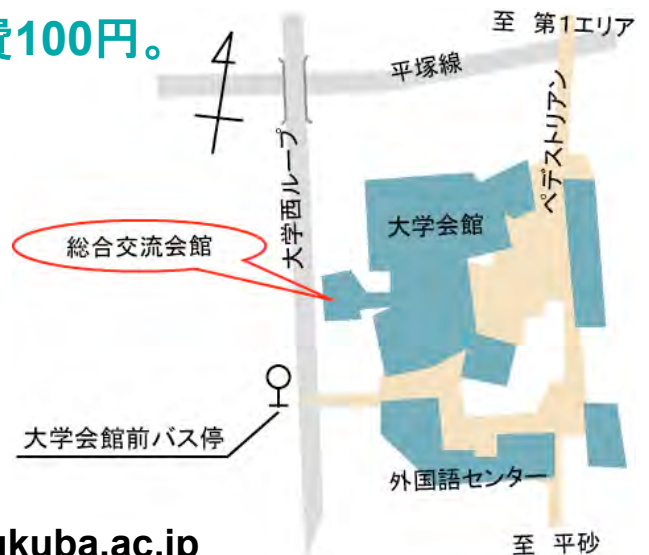 費100円。
至 第1エリア
平塚線
ペデストリアン
大学西ループ
大学会館
総合交流会館
大学会館前バス停
外国語センター
ukuba.ac.jp
至 平砂